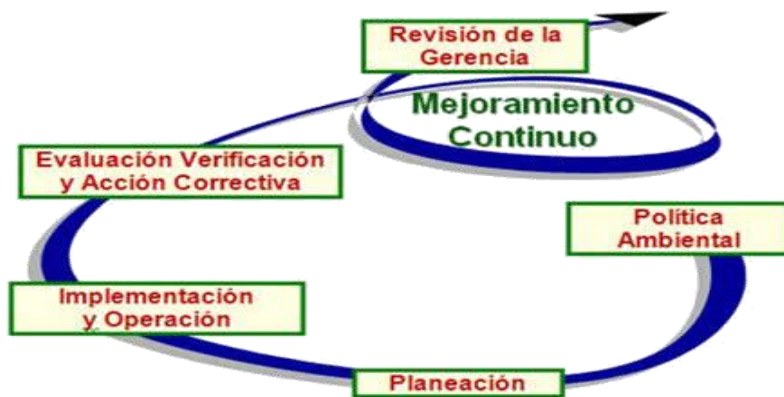 Revisión de la
Gerencia
Mejoramiento
Continuo
Evaluación Verificación
y Acción Correctiva
Política
Ambiental
Implementación
y Operación
Planeación